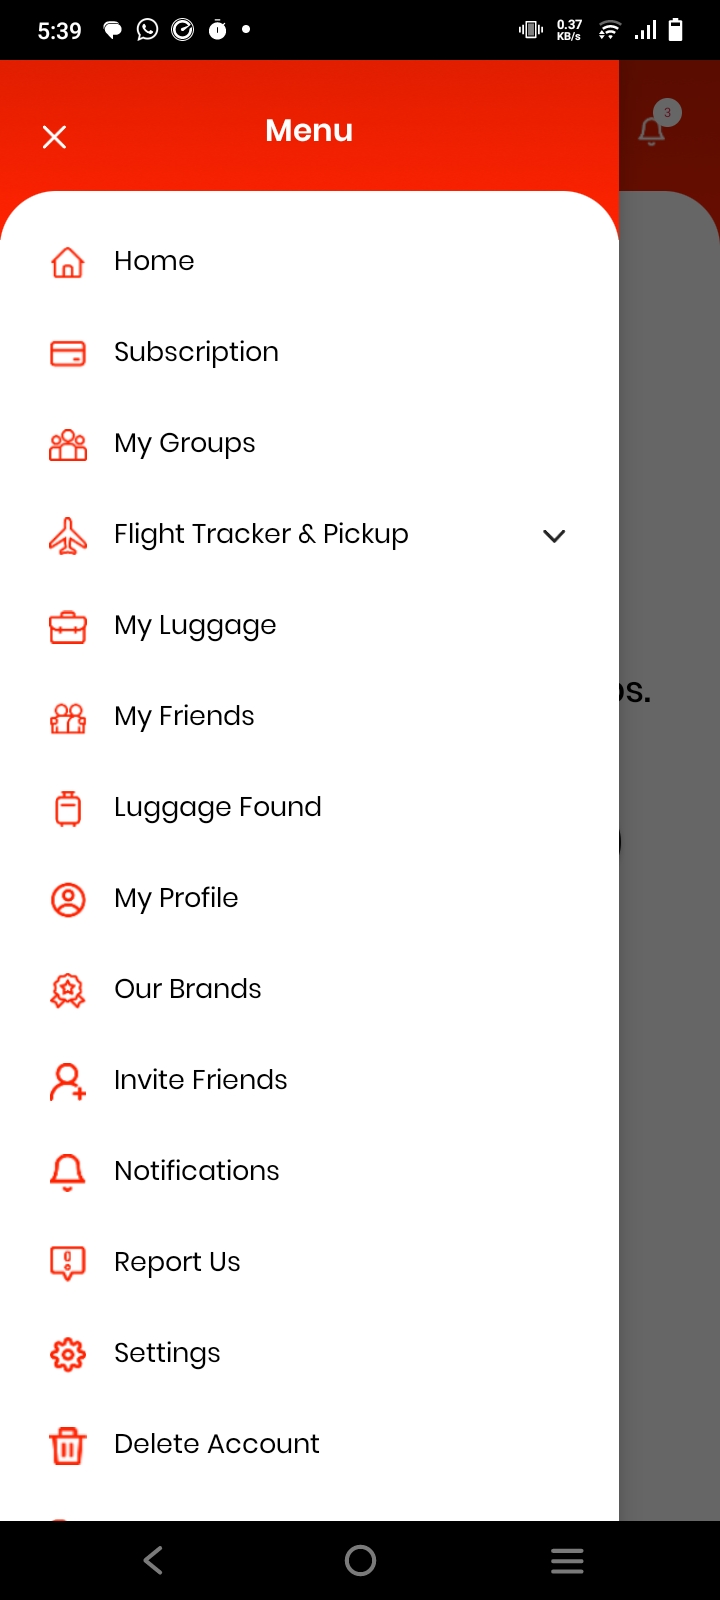 5:39
0.37
KB/s
3
Menu
Home
Subscription
My Groups
Flight Tracker & Pickup
My Luggage
My Friends
Luggage Found
My Profile
Our Brands
Invite Friends
Notifications
Report Us
Settings
Delete Account